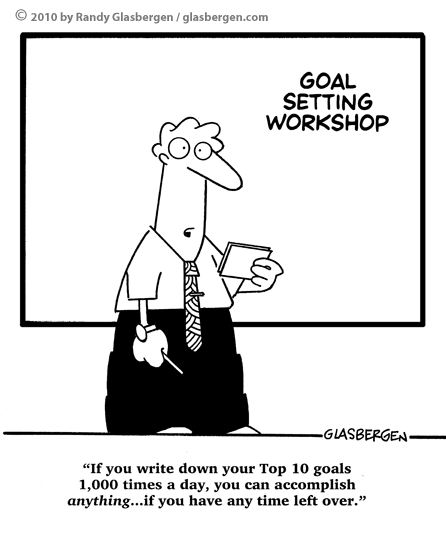 © 2010 by Randy Glasbergen / glasbergen.com
GOAL
SETTING
WORKSHOP
GLASBERGEN
“If you write down your Top 10 goals
1,000 times a day, you can accomplish
anything...if you have any time left over.”